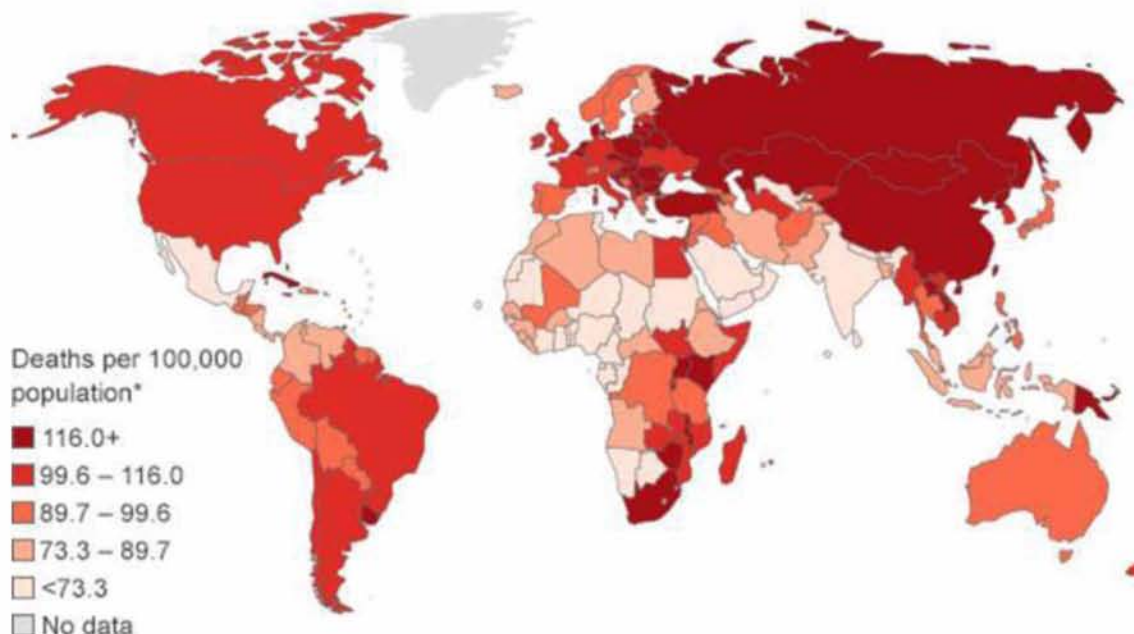 Deaths per 100,000
population*
116.0+
99.6 – 116.0
89.7 – 99.6
73.3 – 89.7
<73.3
No data